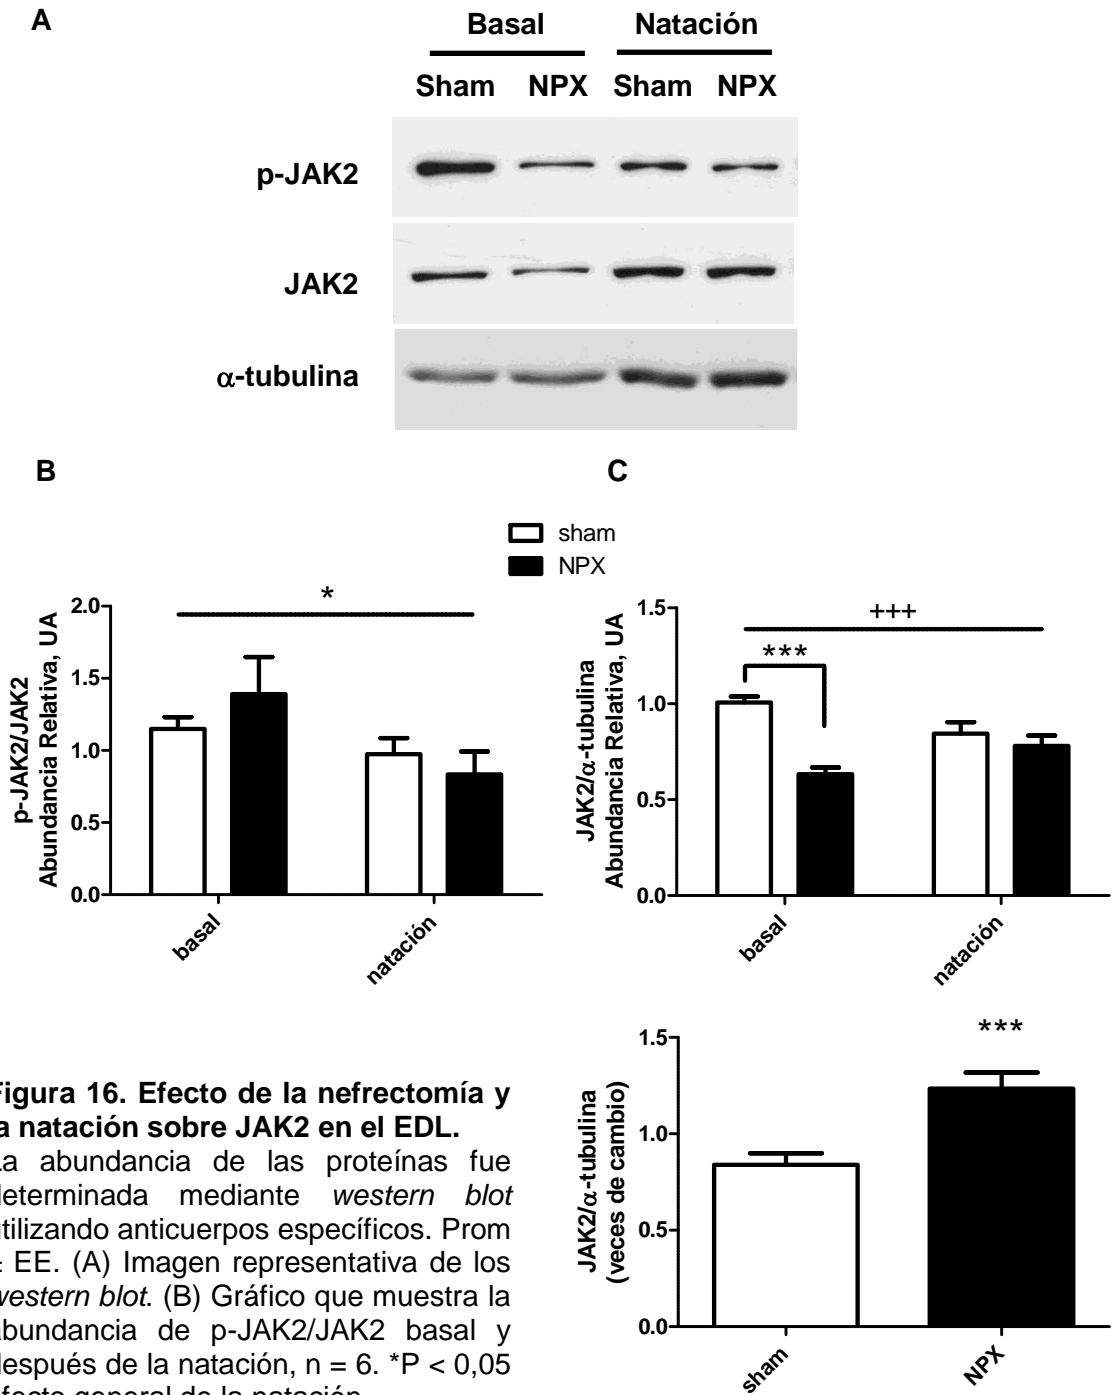 A
Basal Natación
Sham NPX Sham NPX
p-JAK2
JAK2
α-tubulina
B
C
sham
NPX
p-JAK2/JAK2
Abundancia Relativa, UA
2.0
1.5
1.0
0.5
0.0
*
basal
natación
JAK2/α-tubulina
Abundancia Relativa, UA
1.5
1.0
0.5
0.0
+++
***
basal
natación
JAK2/α-tubulina
(veces de cambio)
1.5
1.0
0.5
0.0
***
sham
NPX
Figura 16. Efecto de la nefrectomía y
la natación sobre JAK2 en el EDL.
La abundancia de las proteínas fue
determinada mediante western blot
utilizando anticuerpos específicos. Prom
± EE. (A) Imagen representativa de los
western blot. (B) Gráfico que muestra la
abundancia de p-JAK2/JAK2 basal y
después de la natación, n = 6. *P < 0,05
efecto general de la natación